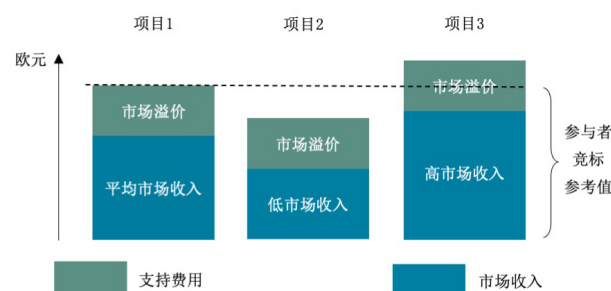 项目1
项目2
项目3
欧元
市场溢价
市场溢价
市场溢价
平均市场收入
低市场收入
高市场收入
参与者
竞标
参考值
支持费用
市场收入